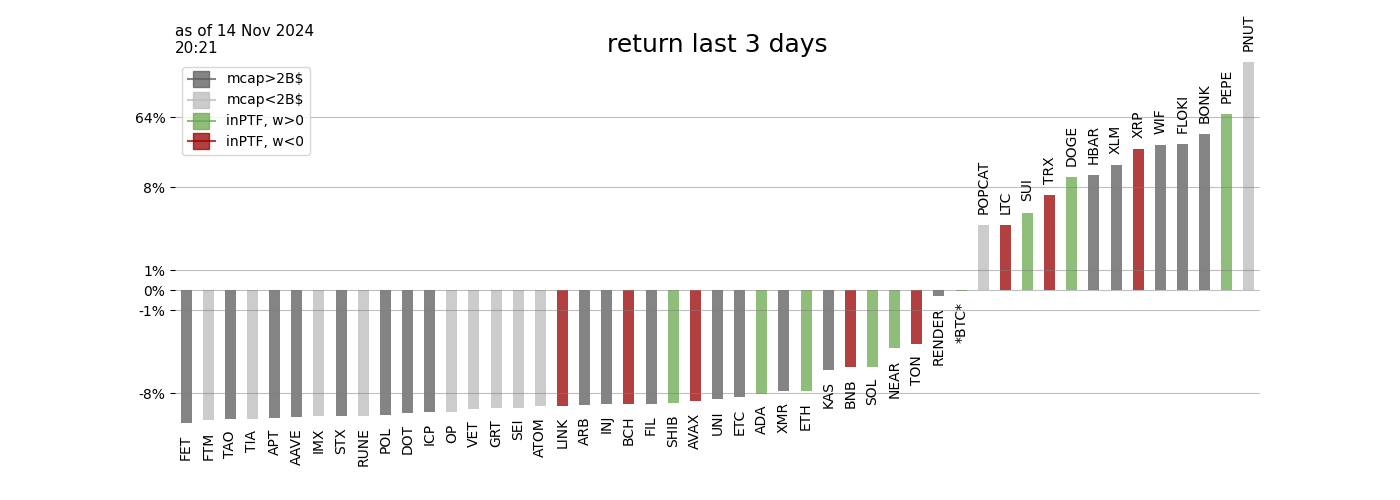 as of 14 Nov 2024
20:21
return last 3 days
mcap>2B$
mcap<2B$
inPTF, w>0
inPTF, w<0
64%
8%
1%
0%
-1%
-8%
FET
FTM
TAO
TIA
APT
AAVE
IMX
STX
RUNE
POL
DOT
ICP
OP
VET
GRT
SEI
ATOM
LINK
ARB
INJ
BCH
FIL
SHIB
AVAX
UNI
ETC
ADA
XMR
ETH
KAS
BNB
SOL
NEAR
TON
RENDER
*BTC*
POPCAT
LTC
SUI
TRX
DOGE
HBAR
XLM
XRP
WIF
FLOKI
BONK
PEPE
PNUT